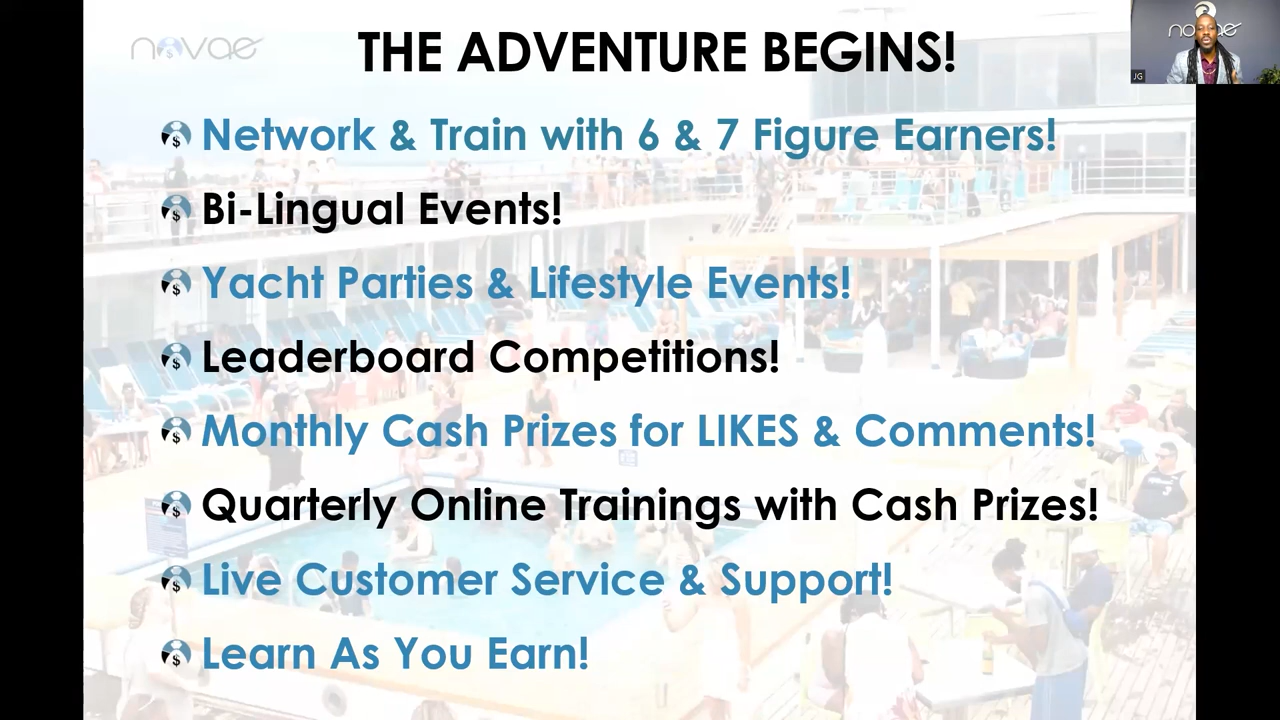 novae
THE ADVENTURE BEGINS!
novae
JG
Network & Train with 6 & 7 Figure Earners!
Bi-Lingual Events!
Yacht Parties & Lifestyle Events!
Leaderboard Competitions!
Monthly Cash Prizes for LIKES & Comments!
Quarterly Online Trainings with Cash Prizes!
Live Customer Service & Support!
Learn As You Earn!